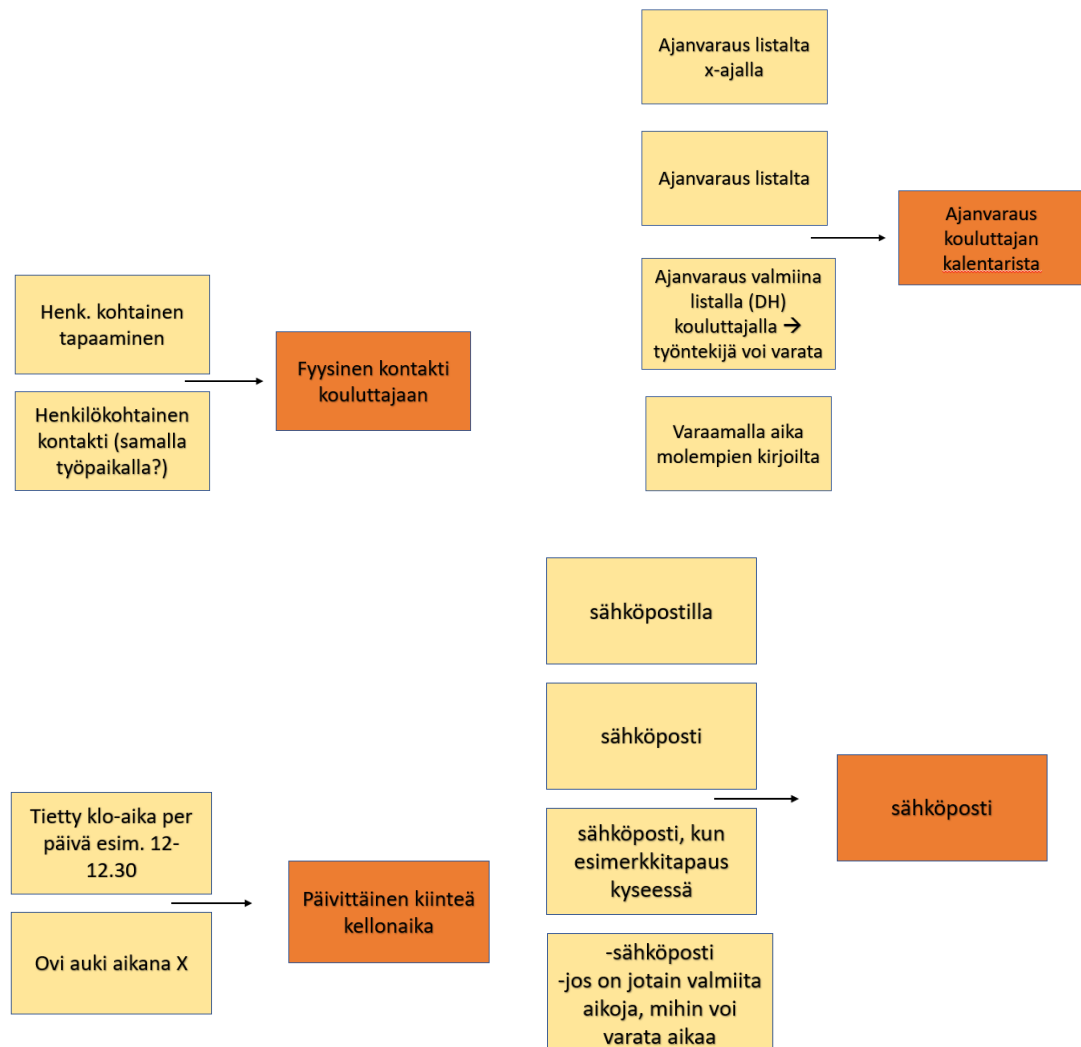 Ajanvaraus listalta
x-ajalla
Ajanvaraus listalta
Ajanvaraus valmiina
listalla (DH)
kouluttajalla →
työntekijä voi varata
Varaamalla aika
molempien kirjoilta
Ajanvaraus
kouluttajan
kalentarista
Henk. kohtainen
tapaaminen
Henkilökohtainen
kontakti (samalla
työpaikalla?)
Fyysinen kontakti
kouluttajaan
Tietty klo-aika per
päivä esim. 12-
12.30
Ovi auki aikana X
Päivittäinen kiinteä
kellonaika
sähköpostilla
sähköposti
sähköposti, kun
esimerkkitapaus
kyseessä
-sähköposti
-jos on jotain valmiita
aikoja, mihin voi
varata aikaa
sähköposti